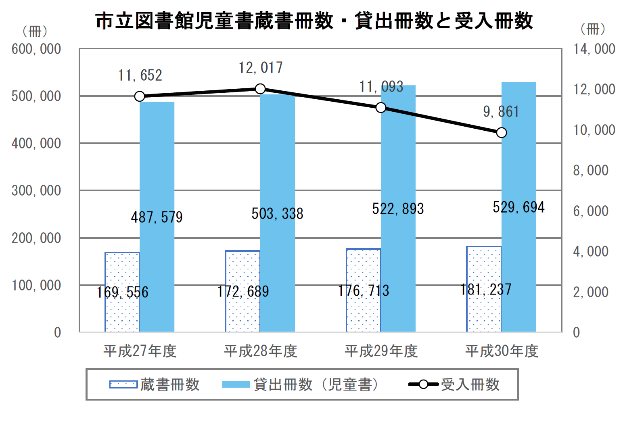 市立図書館児童書蔵書冊数・貸出冊数と受入冊数
（冊） （冊）
600,000 14,000
500,000 12,000
400,000 10,000
300,000 8,000
200,000 6,000
100,000 4,000
0 2,000
0
11,652 12,017 11,093 9,861
487,579 503,338 522,893 529,694
169,556 172,689 176,713 181,237
平成27年度 平成28年度 平成29年度 平成30年度
蔵書冊数 貸出冊数（児童書） 受入冊数